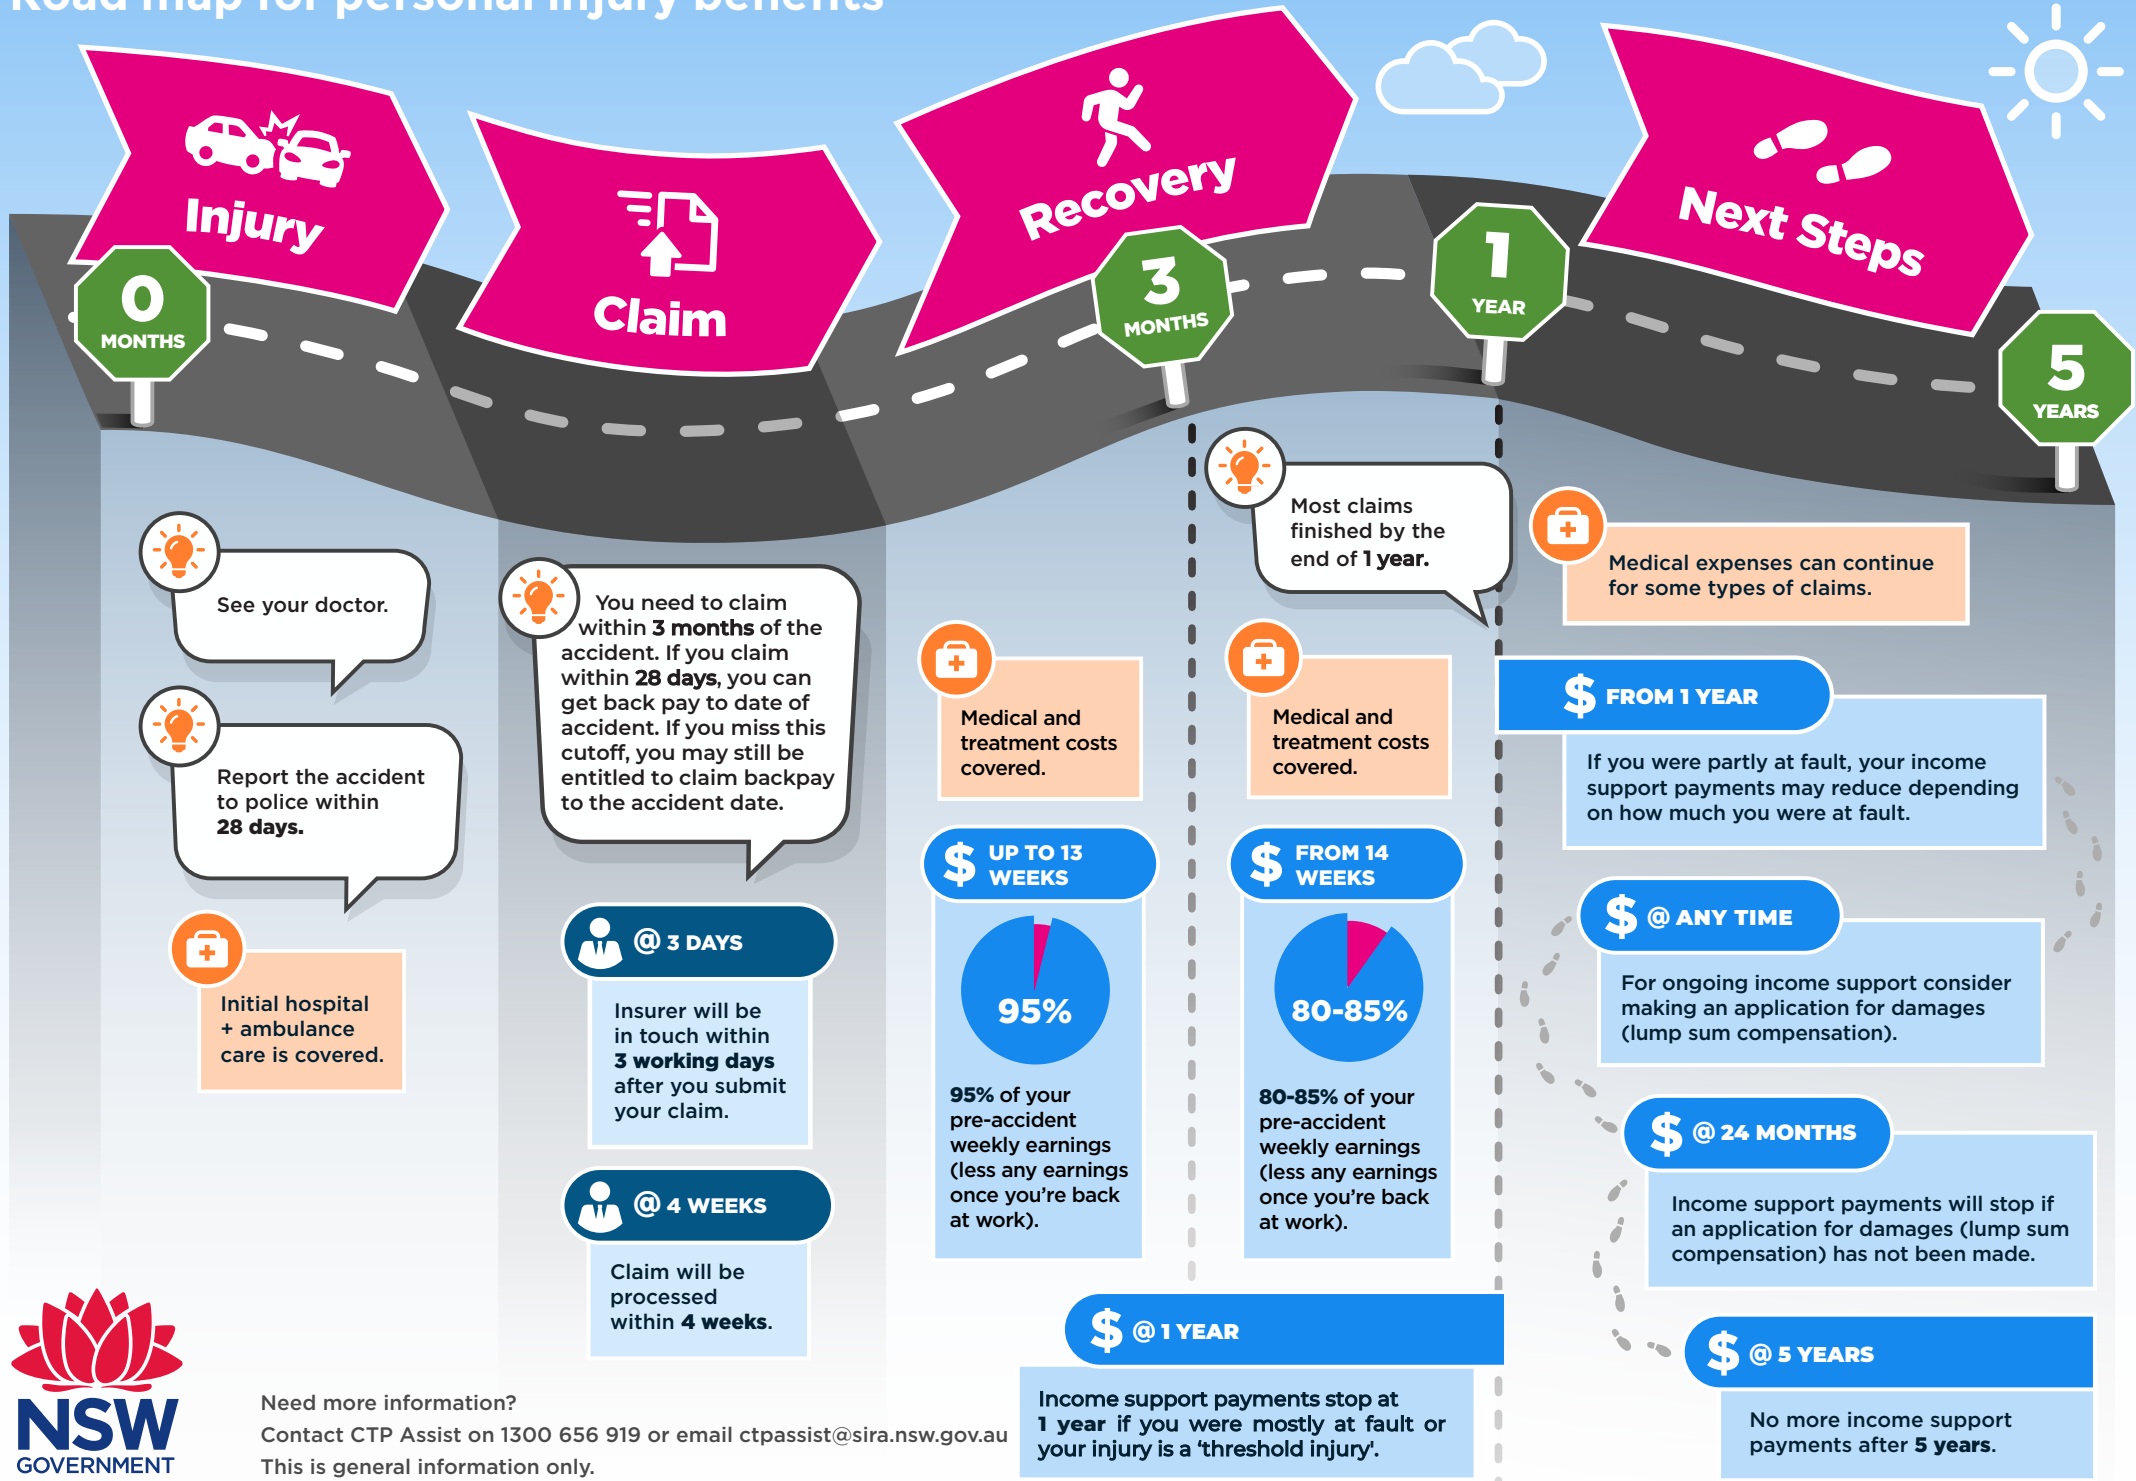 Road map for personal injury benefits
Injury
0
MONTHS
Claim
Recovery
3
MONTHS
1
YEAR
Next Steps
5
YEARS
See your doctor.
Report the accident
to police within
28 days.
Initial hospital
+ ambulance
care is covered.
You need to claim
within 3 months of the
accident. If you claim
within 28 days, you can
get back pay to date of
accident. If you miss this
cutoff, you may still be
entitled to claim backpay
to the accident date.
@ 3 DAYS
Insurer will be
in touch within
3 working days
after you submit
your claim.
@ 4 WEEKS
Claim will be
processed
within 4 weeks.
Medical and
treatment costs
covered.
$ UP TO 13
WEEKS
95%
95% of your
pre-accident
weekly earnings
(less any earnings
once you're back
at work).
Most claims
finished by the
end of 1 year.
Medical and
treatment costs
covered.
$ FROM 14
WEEKS
80-85%
80-85% of your
pre-accident
weekly earnings
(less any earnings
once you're back
at work).
$ @ 1 YEAR
Income support payments stop at
1 year if you were mostly at fault or
your injury is a ‘threshold injury'.
Medical expenses can continue
for some types of claims.
$ FROM 1 YEAR
If you were partly at fault, your income
support payments may reduce depending
on how much you were at fault.
$ @ ANY TIME
For ongoing income support consider
making an application for damages
(lump sum compensation).
$ @ 24 MONTHS
Income support payments will stop if
an application for damages (lump sum
compensation) has not been made.
$ @ 5 YEARS
No more income support
payments after 5 years.
NSW
GOVERNMENT
Need more information?
Contact CTP Assist on 1300 656 919 or email ctpassist@sira.nsw.gov.au
This is general information only.